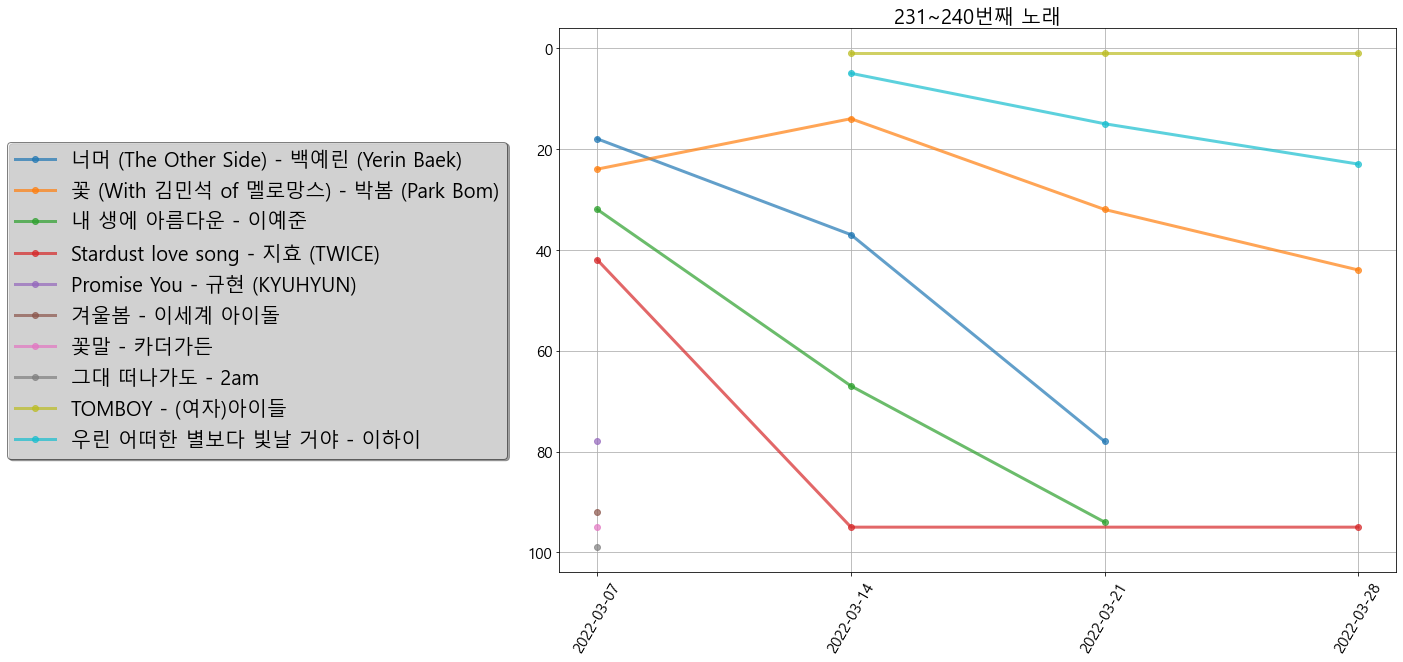 231~240번째 노래
너머 (The Other Side) - 백예린 (Yerin Baek)
꽃 (With 김민석 of 멜로망스) - 박봄 (Park Bom)
내 생에 아름다운 - 이예준
Stardust love song - 지효 (TWICE)
Promise You - 규현 (KYUHYUN)
겨울봄 - 이세계 아이돌
꽃말 - 카더가든
그대 떠나가도 - 2am
TOMBOY - (여자)아이들
우린 어떠한 별보다 빛날 거야 - 이하이
0
20
40
60
80
100
2022-03-07
2022-03-14
2022-03-21
2022-03-28